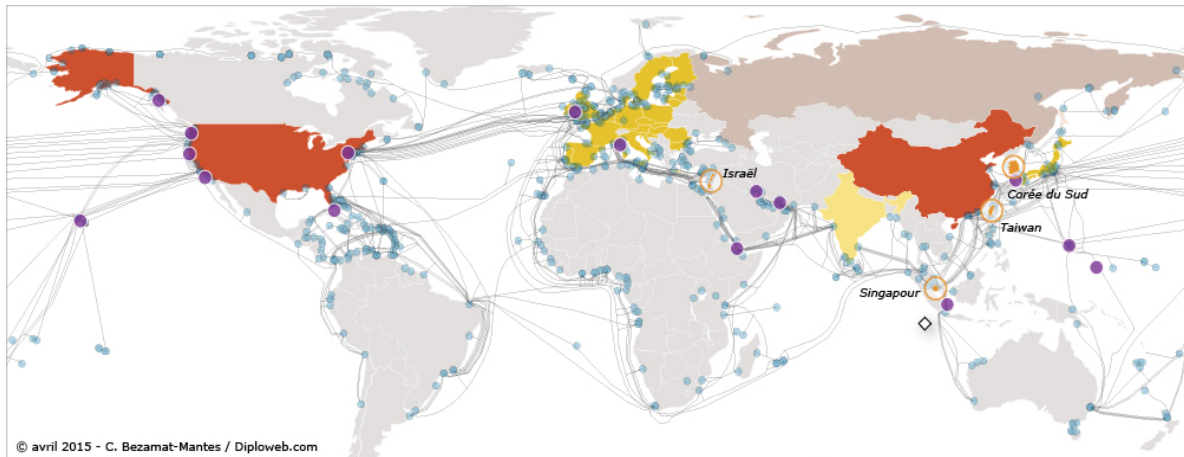 Israël
Corée du Sud
Taiwan
Singapour
© avril 2015 - C. Bezamat-Mantes / Diploweb.com